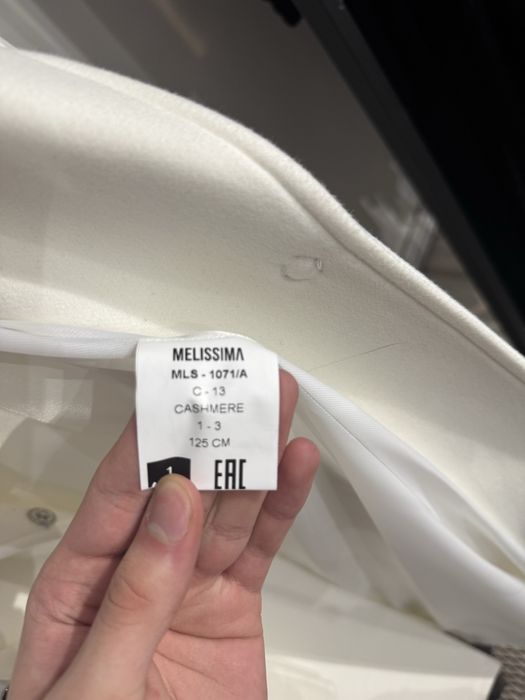 MELISSIMA
MLS - 1071/A
C - 13
CASHMERE
1 - 3
125 CM
1
EAC